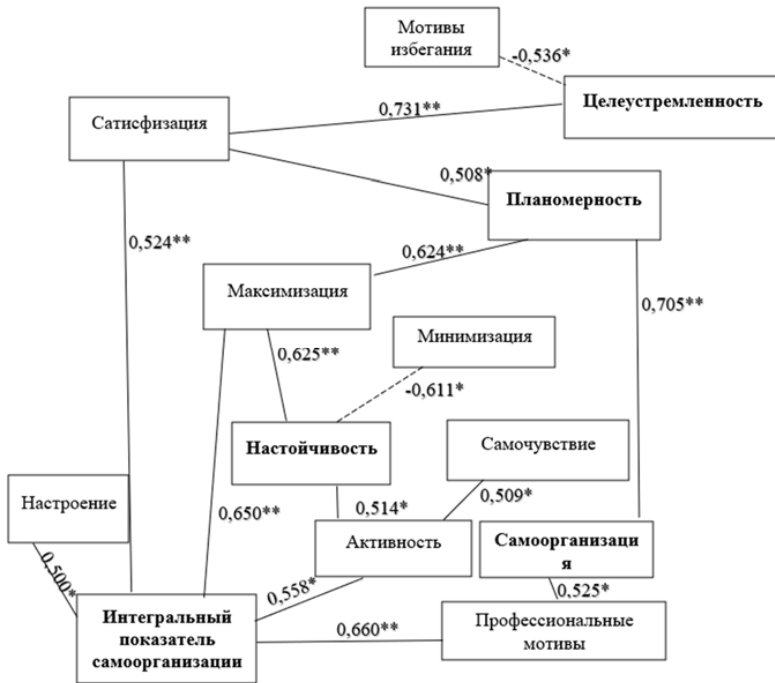 Мотивы
избегания
-0,536*
Целеустремленность
Сатисфизация
0,731**
0,508*
Планомерность
0,524**
0,624**
Максимизация
0,705**
Минимизация
0,625**
-0,611*
Настойчивость
Самочувствие
Настроение
0,650**
0,514*
0,509*
Активность
Самоорганизаци
я
0,500*
0,558*
0,525*
Интегральный
показатель
самоорганизации
0,660**
Профессиональные
мотивы